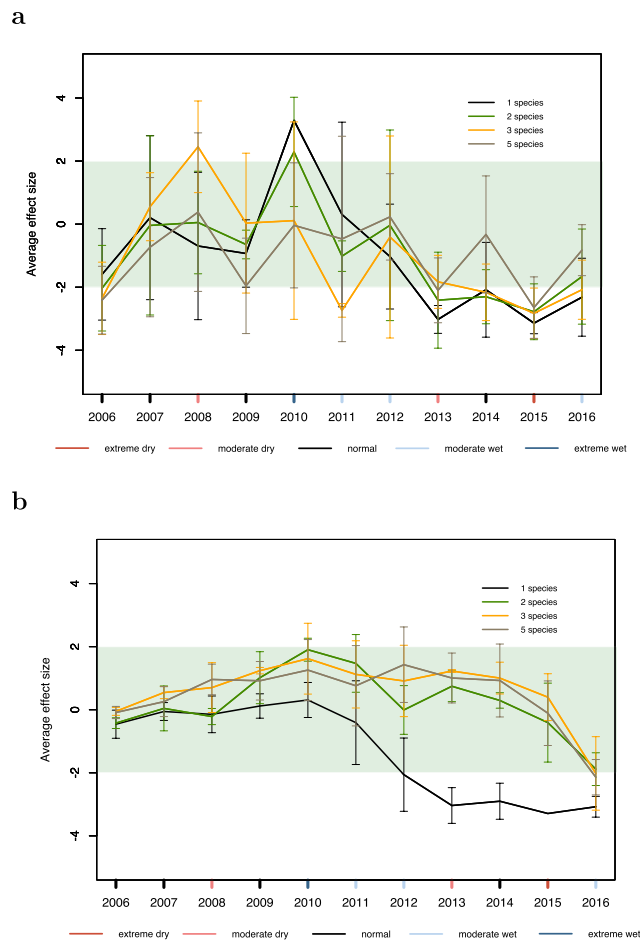 a
4
2
0
-2
-4
Average effect size
1 species
2 species
3 species
5 species
2006 2007 2008 2009 2010 2011 2012 2013 2014 2015 2016
extreme dry moderate dry normal moderate wet extreme wet
b
4
2
0
-2
-4
Average effect size
1 species
2 species
3 species
5 species
2006 2007 2008 2009 2010 2011 2012 2013 2014 2015 2016
extreme dry moderate dry normal moderate wet extreme wet